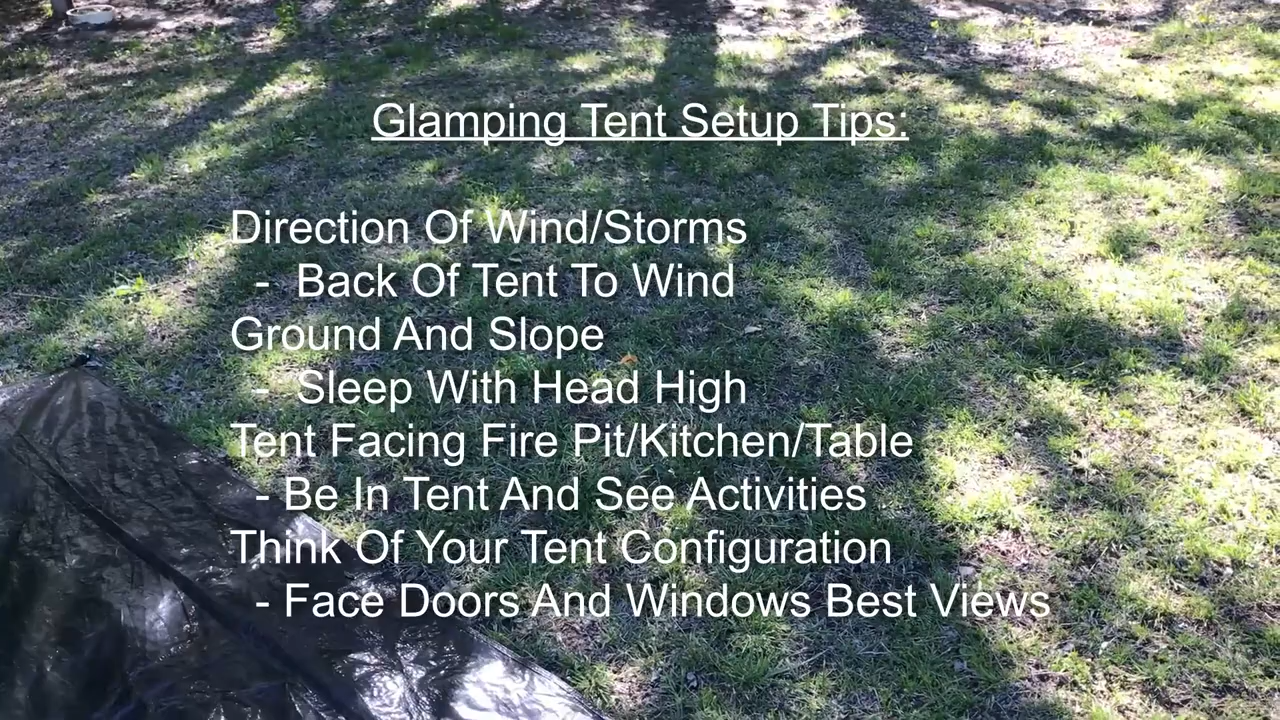 Glamping Tent Setup Tips:
Direction Of Wind/Storms
- Back Of Tent To Wind
Ground And Slope
- Sleep With Head High
Tent Facing Fire Pit/Kitchen/Table
- Be In Tent And See Activities
Think Of Your Tent Configuration
- Face Doors And Windows Best Views